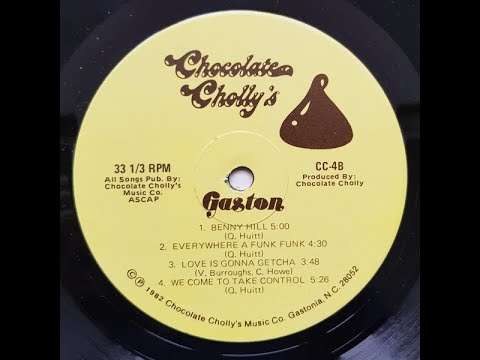 Chocolate
Cholly's
33 1/3 RPM
All Songs Pub. By:
Chocolate Cholly's
Music Co.
ASCAP
CC-4B
Produced By:
Chocolate Cholly
Gaston
1. BENNY HILL 5:00
(Q. Huitt)
2. EVERYWHERE A FUNK FUNK 4:30
(Q. Huitt)
3. LOVE IS GONNA GETCHA 3:48
(V. Burroughs, C. Howe)
4. WE COME TO TAKE CONTROL 5:26
(Q. Huitt)
© ℗ 1982 Chocolate Cholly's Music Co. Gastonia, N.C. 28052